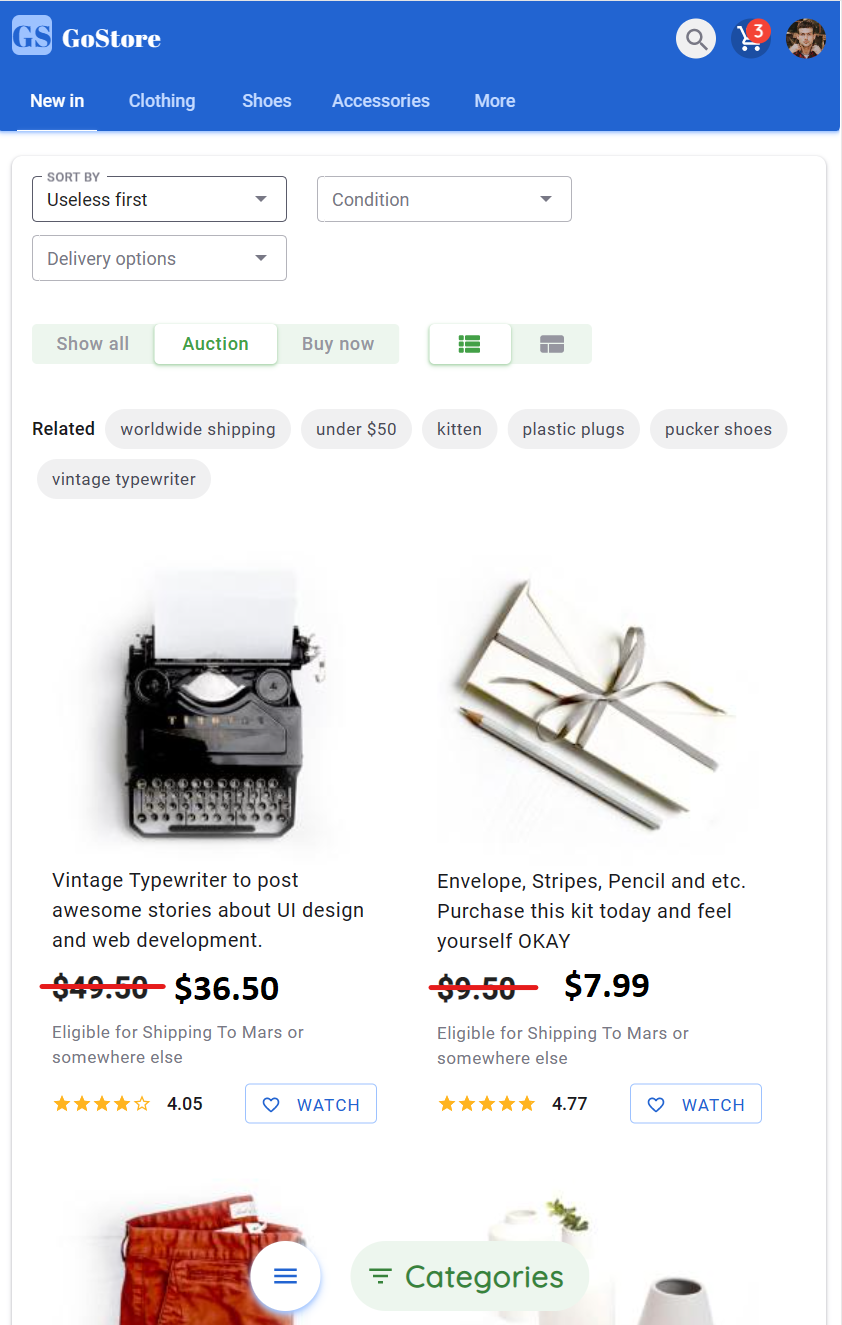 GS GoStore
3
New in Clothing Shoes Accessories More
SORT BY
Useless first
Condition
Delivery options
Show all Auction Buy now
Related worldwide shipping under $50 kitten plastic plugs pucker shoes
vintage typewriter
Vintage Typewriter to post
awesome stories about UI design
and web development.
$49.50 $36.50
Eligible for Shipping To Mars or
somewhere else
4.05 WATCH
Envelope, Stripes, Pencil and etc.
Purchase this kit today and feel
yourself OKAY
$9.50 $7.99
Eligible for Shipping To Mars or
somewhere else
4.77 WATCH
Categories